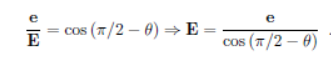 e/E = cos (π/2 − θ) ⇒ E = e/cos (π/2 − θ) .